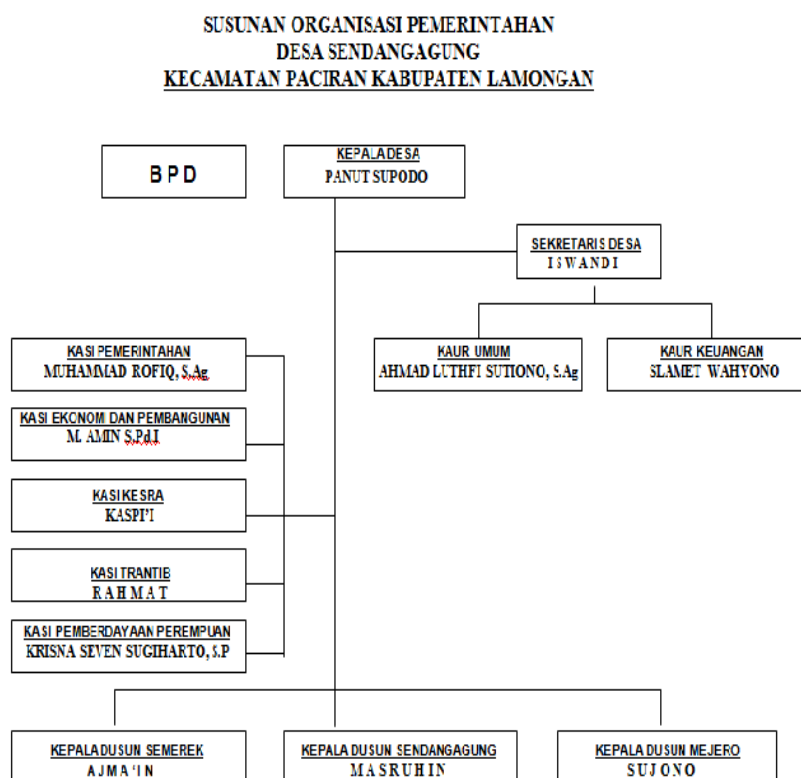 SUSUNAN ORGANISASI PEMERINTAHAN
DESA SENDANGAGUNG
KECAMATAN PACIRAN KABUPATEN LAMONGAN
B P D
KEPALA DESA
PANUT SUPODO
SEKRETARIS DESA
I S W A N D I
KASI PEMERINTAHAN
MUHAMMAD ROFIQ, S.Ag
KAUR UMUM
AHMAD LUTHFI SUTIONO, S.Ag
KAUR KEUANGAN
SLAMET WAHYONO
KASI EKONOMI DAN PEMBANGUNAN
M. AMIN S.Pd.I
KASI KESRA
KASPI'I
KASI TRANTIB
R A H M A T
KASI PEMBERDAYAAN PEREMPUAN
KRISNA SEVEN SUGIHARTO, S.P
KEPALA DUSUN SEMEREK
A J M A 'I N
KEPALA DUSUN SENDANGAGUNG
M A S R U H I N
KEPALA DUSUN MEJERO
S U J O N O